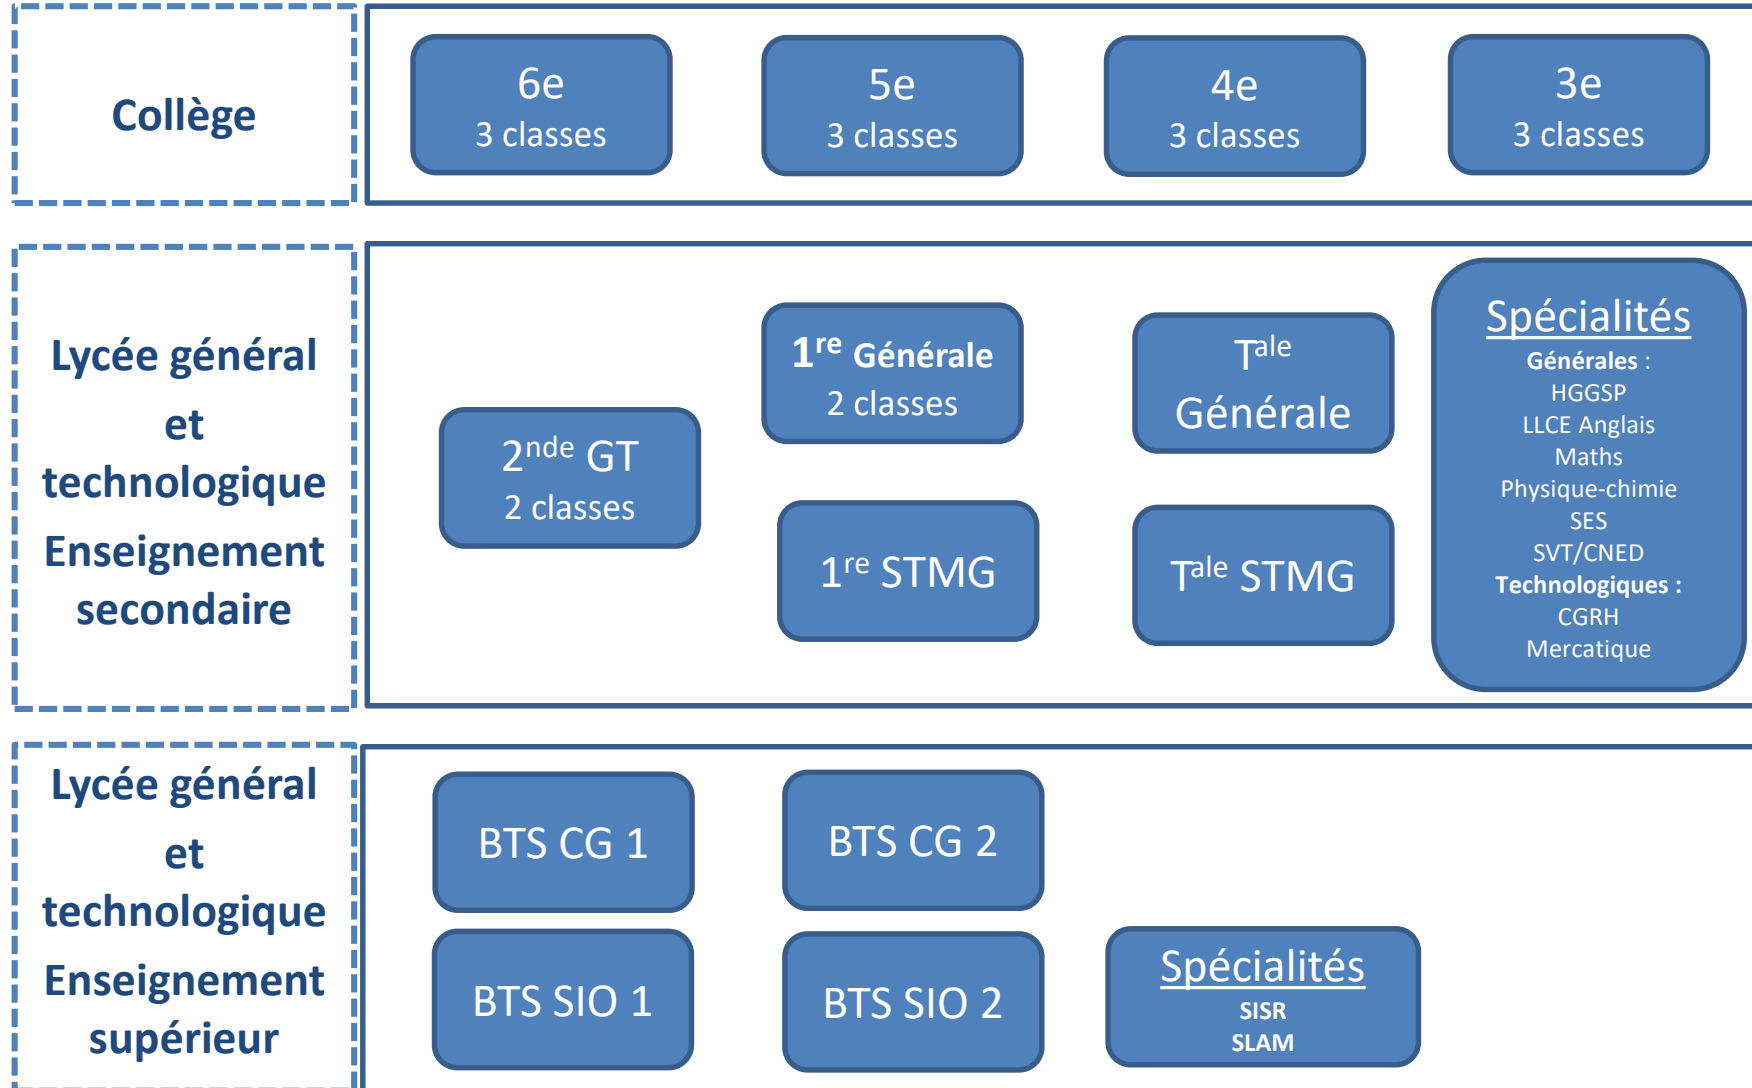 Collège
6e
3 classes
5e
3 classes
4e
3 classes
3e
3 classes
Lycée général
et
technologique
Enseignement
secondaire
2nde GT
2 classes
1re Générale
2 classes
1re STMG
Tale
Générale
Tale STMG
Spécialités
Générales :
HGGSP
LLCE Anglais
Maths
Physique-chimie
SES
SVT/CNED
Technologiques :
CGRH
Mercatique
Lycée général
et
technologique
Enseignement
supérieur
BTS CG 1
BTS CG 2
BTS SIO 1
BTS SIO 2
Spécialités
SISR
SLAM